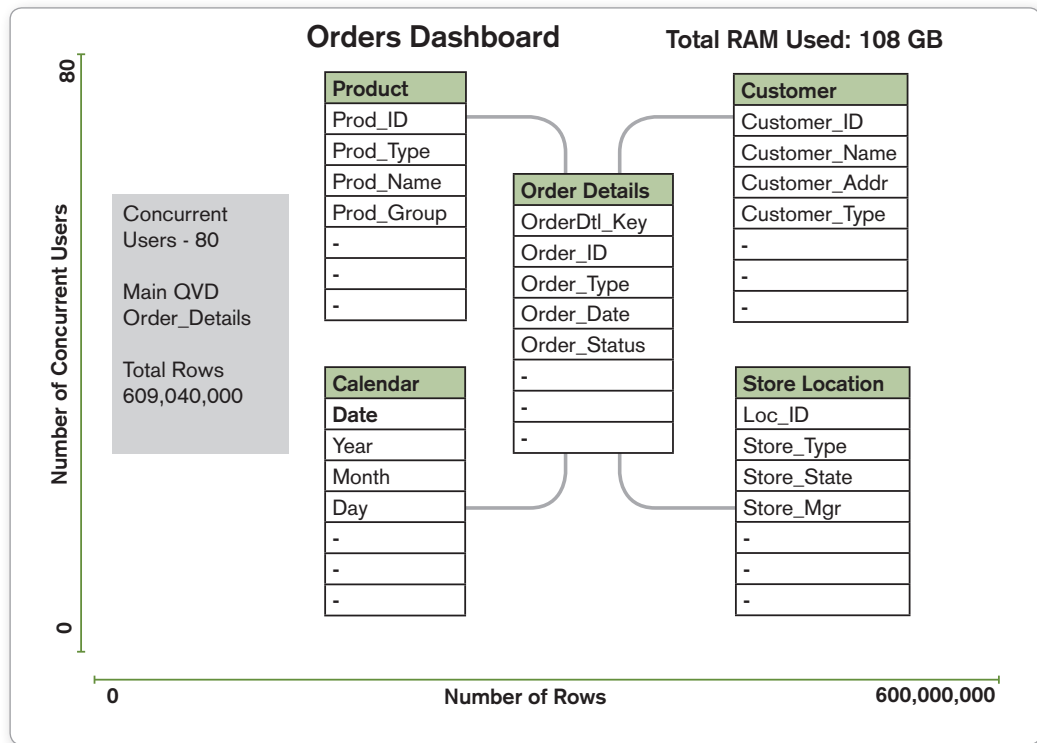 Orders Dashboard
Total RAM Used: 108 GB
80
Number of Concurrent Users
0
Concurrent
Users - 80
Main QVD
Order_Details
Total Rows
609,040,000
Product
Prod_ID
Prod_Type
Prod_Name
Prod_Group
-
-
-
Customer
Customer_ID
Customer_Name
Customer_Addr
Customer_Type
-
-
-
Order Details
OrderDtl_Key
Order_ID
Order_Type
Order_Date
Order_Status
-
-
-
Calendar
Date
Year
Month
Day
-
-
-
Store Location
Loc_ID
Store_Type
Store_State
Store_Mgr
-
-
-
0
Number of Rows
600,000,000